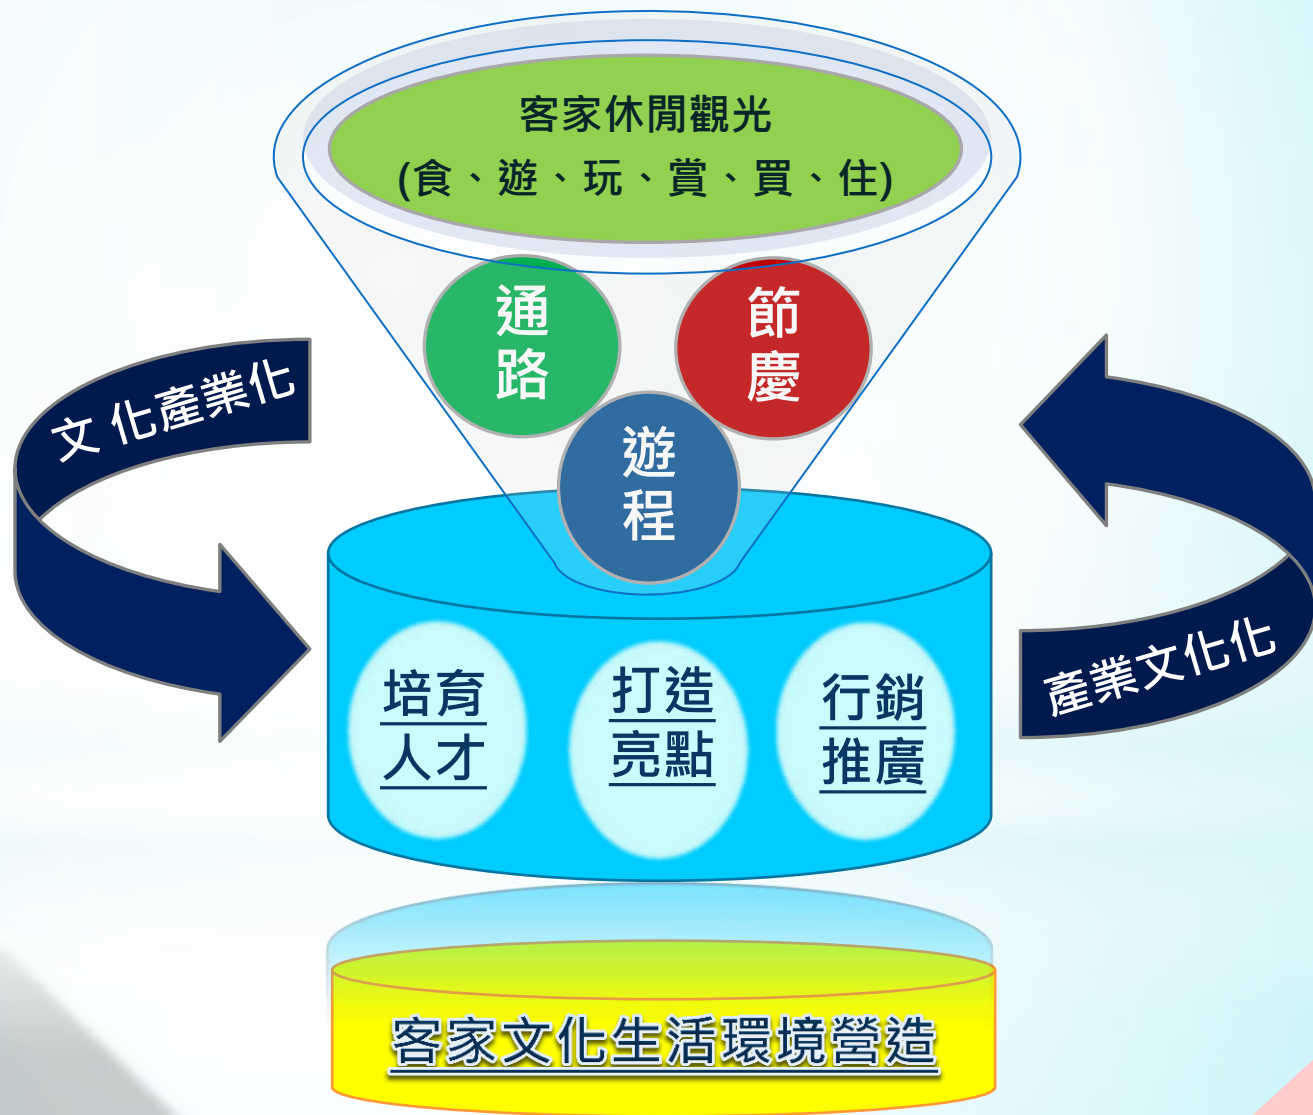 客家休閒觀光
(食、遊、玩、賞、買、住)
通
路
節
慶
遊
程
文 化產業化
產業文化化
培育
人才
打造
亮點
行銷
推廣
客家文化生活環境營造